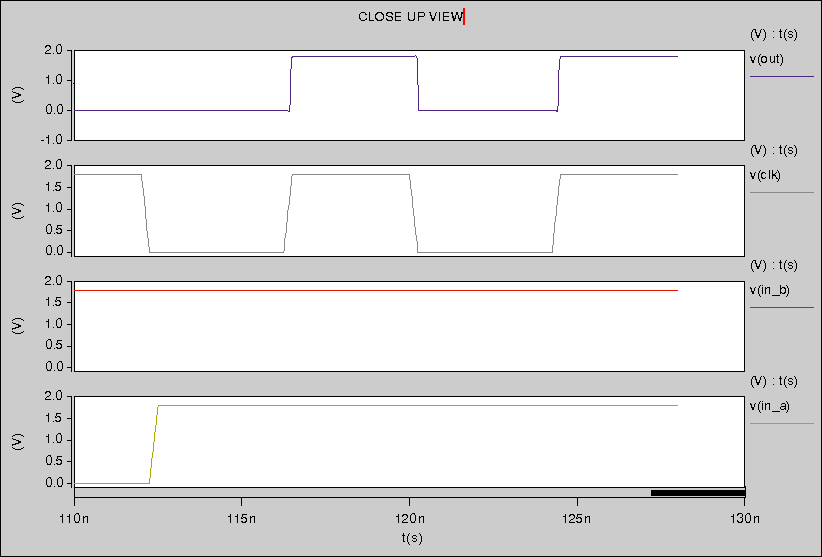 CLOSE UP VIEW
(V) : t(s)
v(out)
2.0
1.0
0.0
-1.0
(V)
(V) : t(s)
v(clk)
2.0
1.5
1.0
0.5
0.0
(V)
(V) : t(s)
v(in_b)
2.0
1.5
1.0
0.5
0.0
(V)
(V) : t(s)
v(in_a)
2.0
1.5
1.0
0.5
0.0
(V)
110n 115n 120n 125n 130n
t(s)